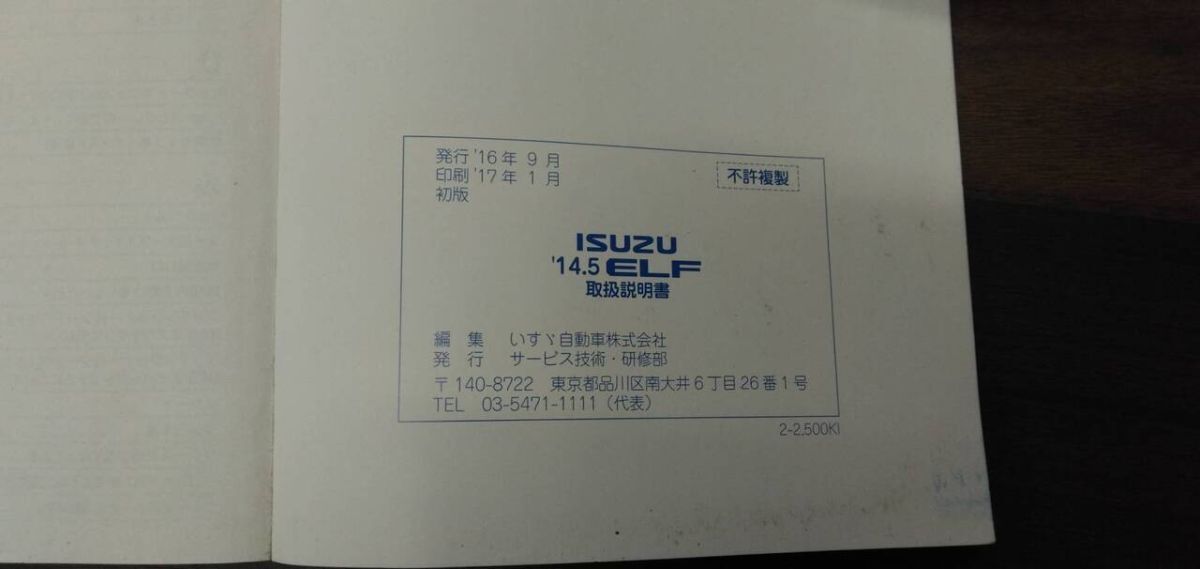 発行 '16年 9 月
印刷 '17年 1 月
初版
不許複製
ISUZU
'14.5 ELF
取扱説明書
編 集 いすゞ自動車株式会社
発 行 サービス技術・研修部
〒140-8722 東京都品川区南大井6丁目26番1号
TEL 03-5471-1111（代表）
2-2,500KI